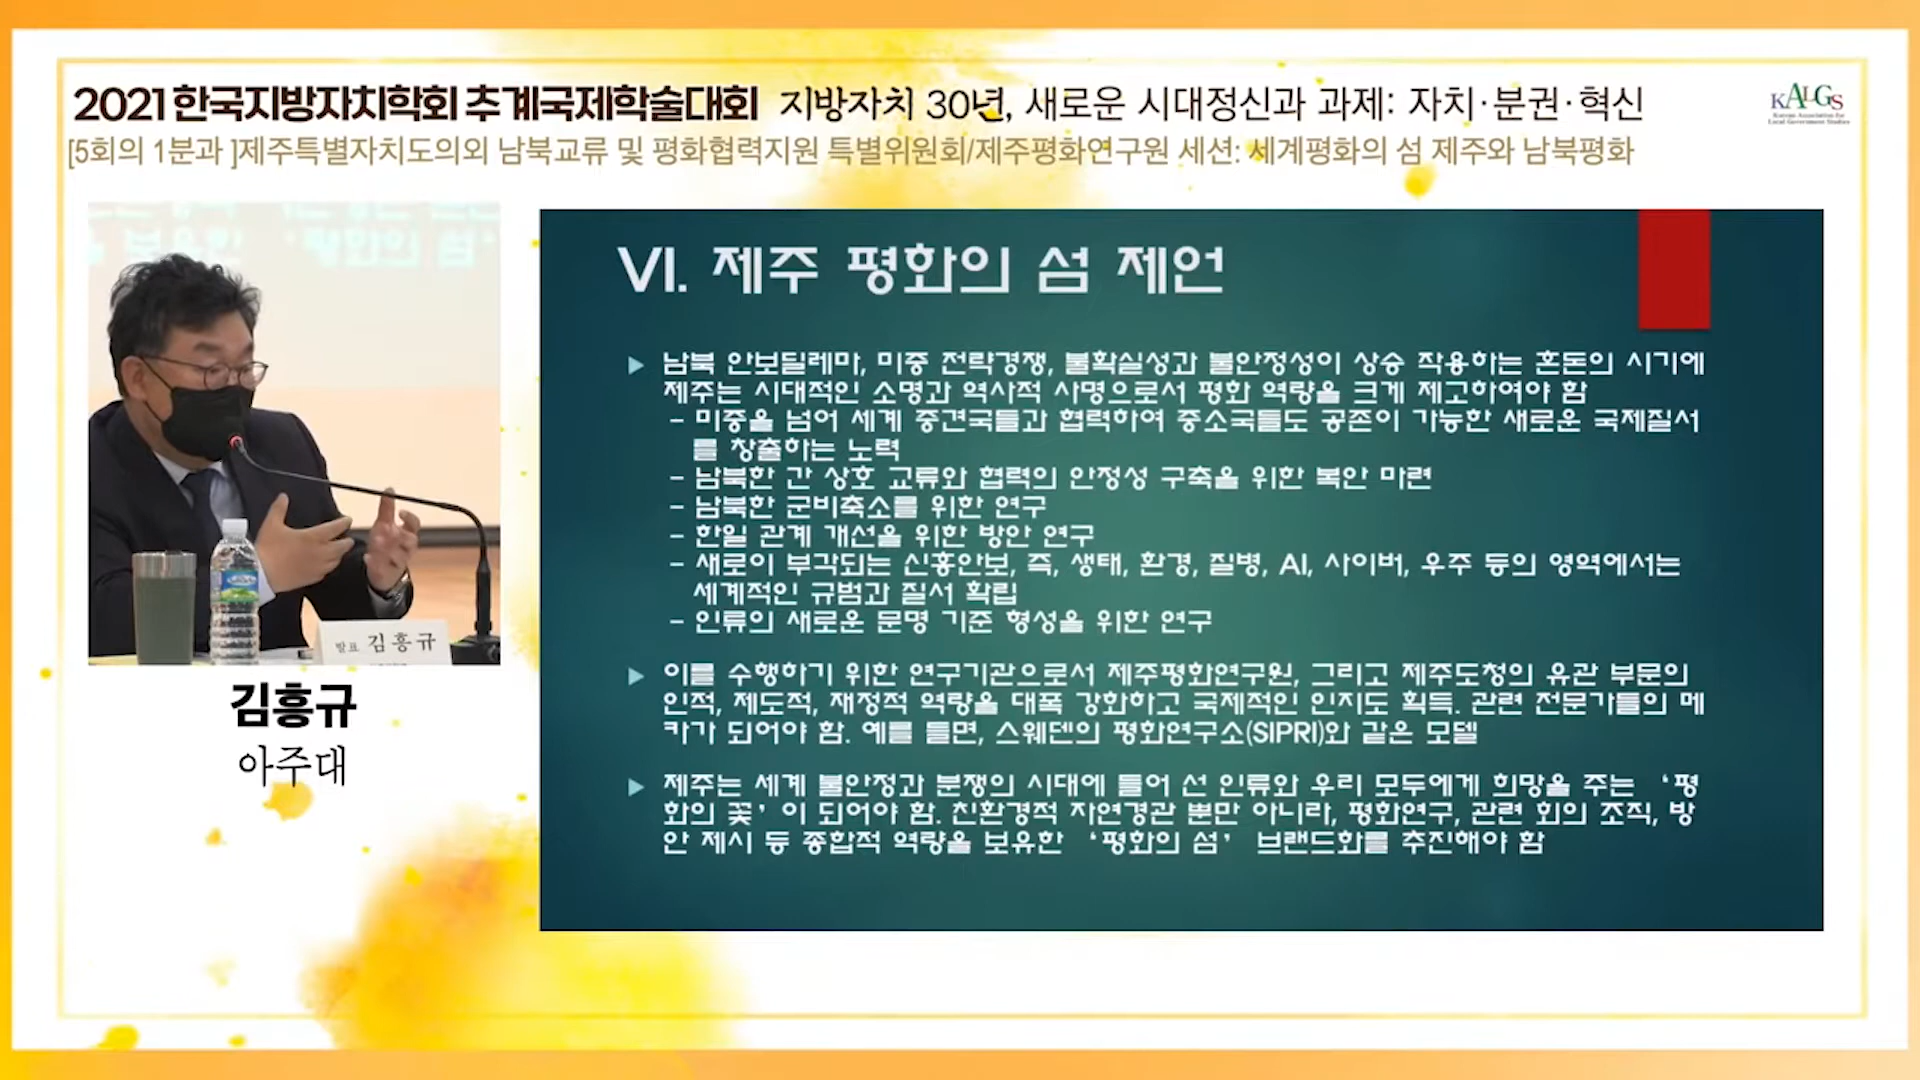 2021 한국지방자치학회 추계국제학술대회 지방자치 30년, 새로운 시대정신과 과제: 자치·분권·혁신
KALGS
Korean Association for
Local Government Studies
[5회의 1분과 ]제주특별자치도의외 남북교류 및 평화협력지원 특별위원회/제주평화연구원 세션: 세계평화의 섬 제주와 남북평화
'평화의 섬'
발표 김흥규
김흥규
아주대
VI. 제주 평화의 섬 제언
▶ 남북 안보딜레마, 미중 전략경쟁, 불확실성과 불안정성이 상승 작용하는 혼돈의 시기에
제주는 시대적인 소명과 역사적 사명으로서 평화 역량을 크게 제고하여야 함
– 미중을 넘어 세계 중견국들과 협력하여 중소국들도 공존이 가능한 새로운 국제질서
를 창출하는 노력
– 남북한 간 상호 교류와 협력의 안정성 구축을 위한 복안 마련
– 남북한 군비축소를 위한 연구
– 한일 관계 개선을 위한 방안 연구
– 새로이 부각되는 신흥안보, 즉, 생태, 환경, 질병, AI, 사이버, 우주 등의 영역에서는
세계적인 규범과 질서 확립
– 인류의 새로운 문명 기준 형성을 위한 연구
▶ 이를 수행하기 위한 연구기관으로서 제주평화연구원, 그리고 제주도청의 유관 부문의
인적, 제도적, 재정적 역량을 대폭 강화하고 국제적인 인지도 획득. 관련 전문가들의 메
카가 되어야 함. 예를 들면, 스웨덴의 평화연구소(SIPRI)와 같은 모델
▶ 제주는 세계 불안정과 분쟁의 시대에 들어 선 인류와 우리 모두에게 희망을 주는 ‘평
화의 꽃’이 되어야 함. 친환경적 자연경관 뿐만 아니라, 평화연구, 관련 회의 조직, 방
안 제시 등 종합적 역량을 보유한 ‘평화의 섬’ 브랜드화를 추진해야 함